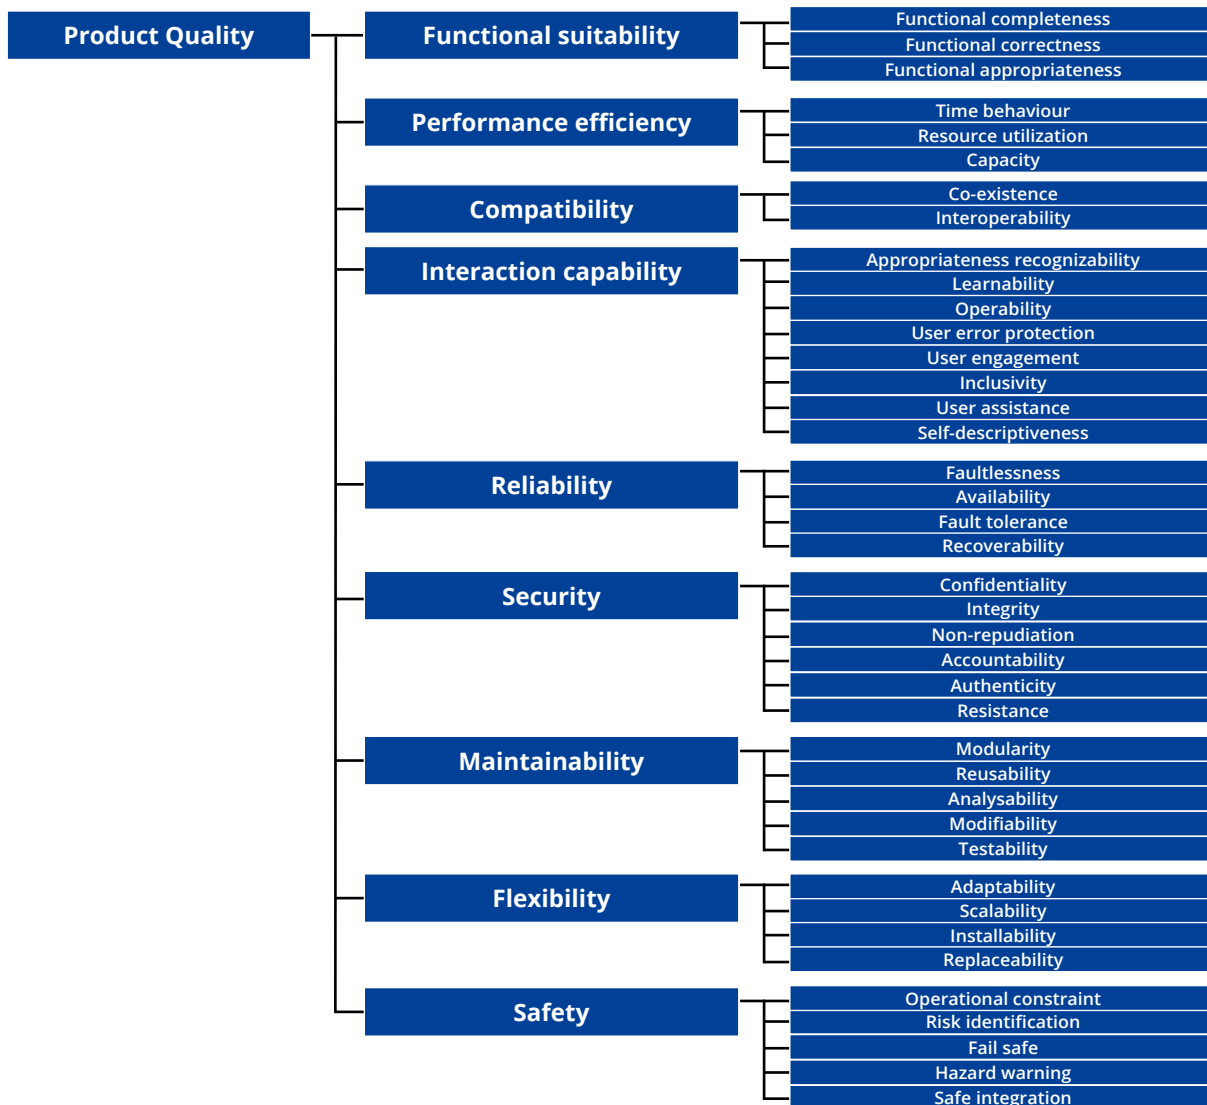 Product Quality
Functional suitability
Functional completeness
Functional correctness
Functional appropriateness
Performance efficiency
Time behaviour
Resource utilization
Capacity
Compatibility
Co-existence
Interoperability
Interaction capability
Appropriateness recognizability
Learnability
Operability
User error protection
User engagement
Inclusivity
User assistance
Self-descriptiveness
Reliability
Faultlessness
Availability
Fault tolerance
Recoverability
Security
Confidentiality
Integrity
Non-repudiation
Accountability
Authenticity
Resistance
Maintainability
Modularity
Reusability
Analysability
Modifiability
Testability
Flexibility
Adaptability
Scalability
Installability
Replaceability
Safety
Operational constraint
Risk identification
Fail safe
Hazard warning
Safe integration